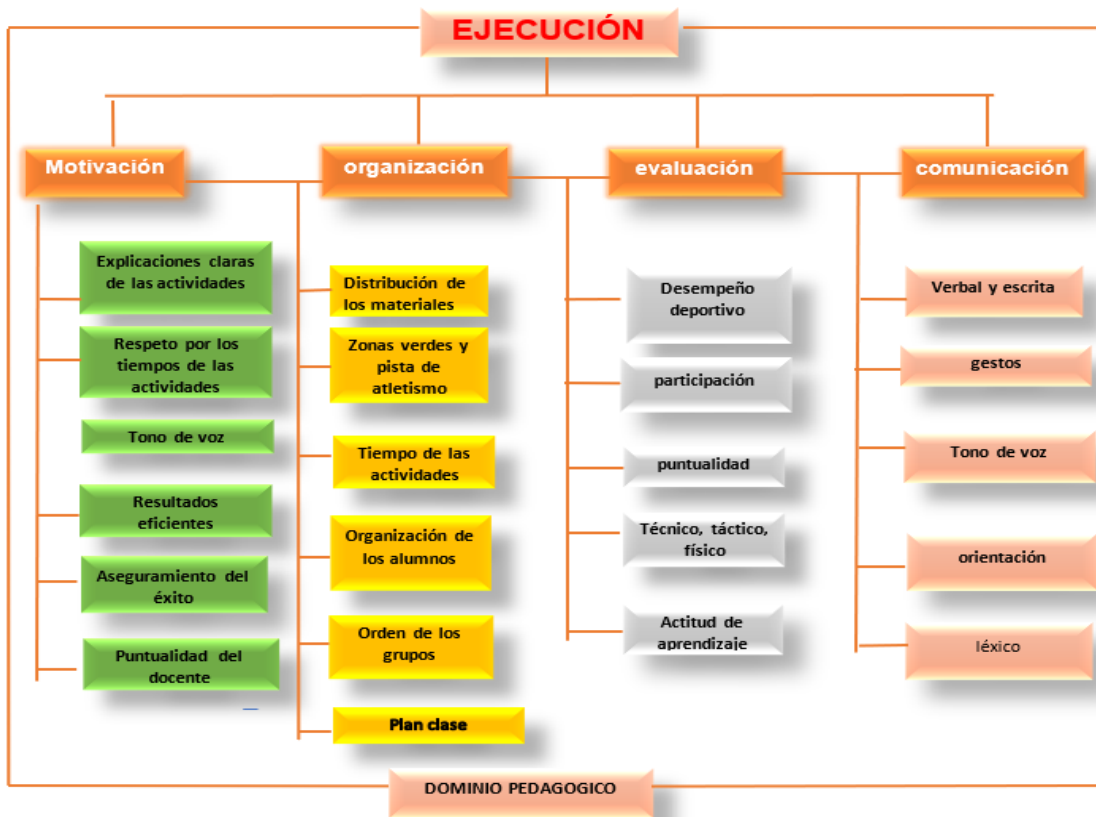 EJECUCIÓN
Motivación
organización
evaluación
comunicación
Explicaciones claras
de las actividades
Respeto por los
tiempos de las
actividades
Tono de voz
Resultados
eficientes
Aseguramiento del
éxito
Puntualidad del
docente
Distribución de
los materiales
Zonas verdes y
pista de
atletismo
Tiempo de las
actividades
Organización de
los alumnos
Orden de los
grupos
Plan clase
Desempeño
deportivo
participación
puntualidad
Técnico, táctico,
físico
Actitud de
aprendizaje
Verbal y escrita
gestos
Tono de voz
orientación
léxico
DOMINIO PEDAGOGICO